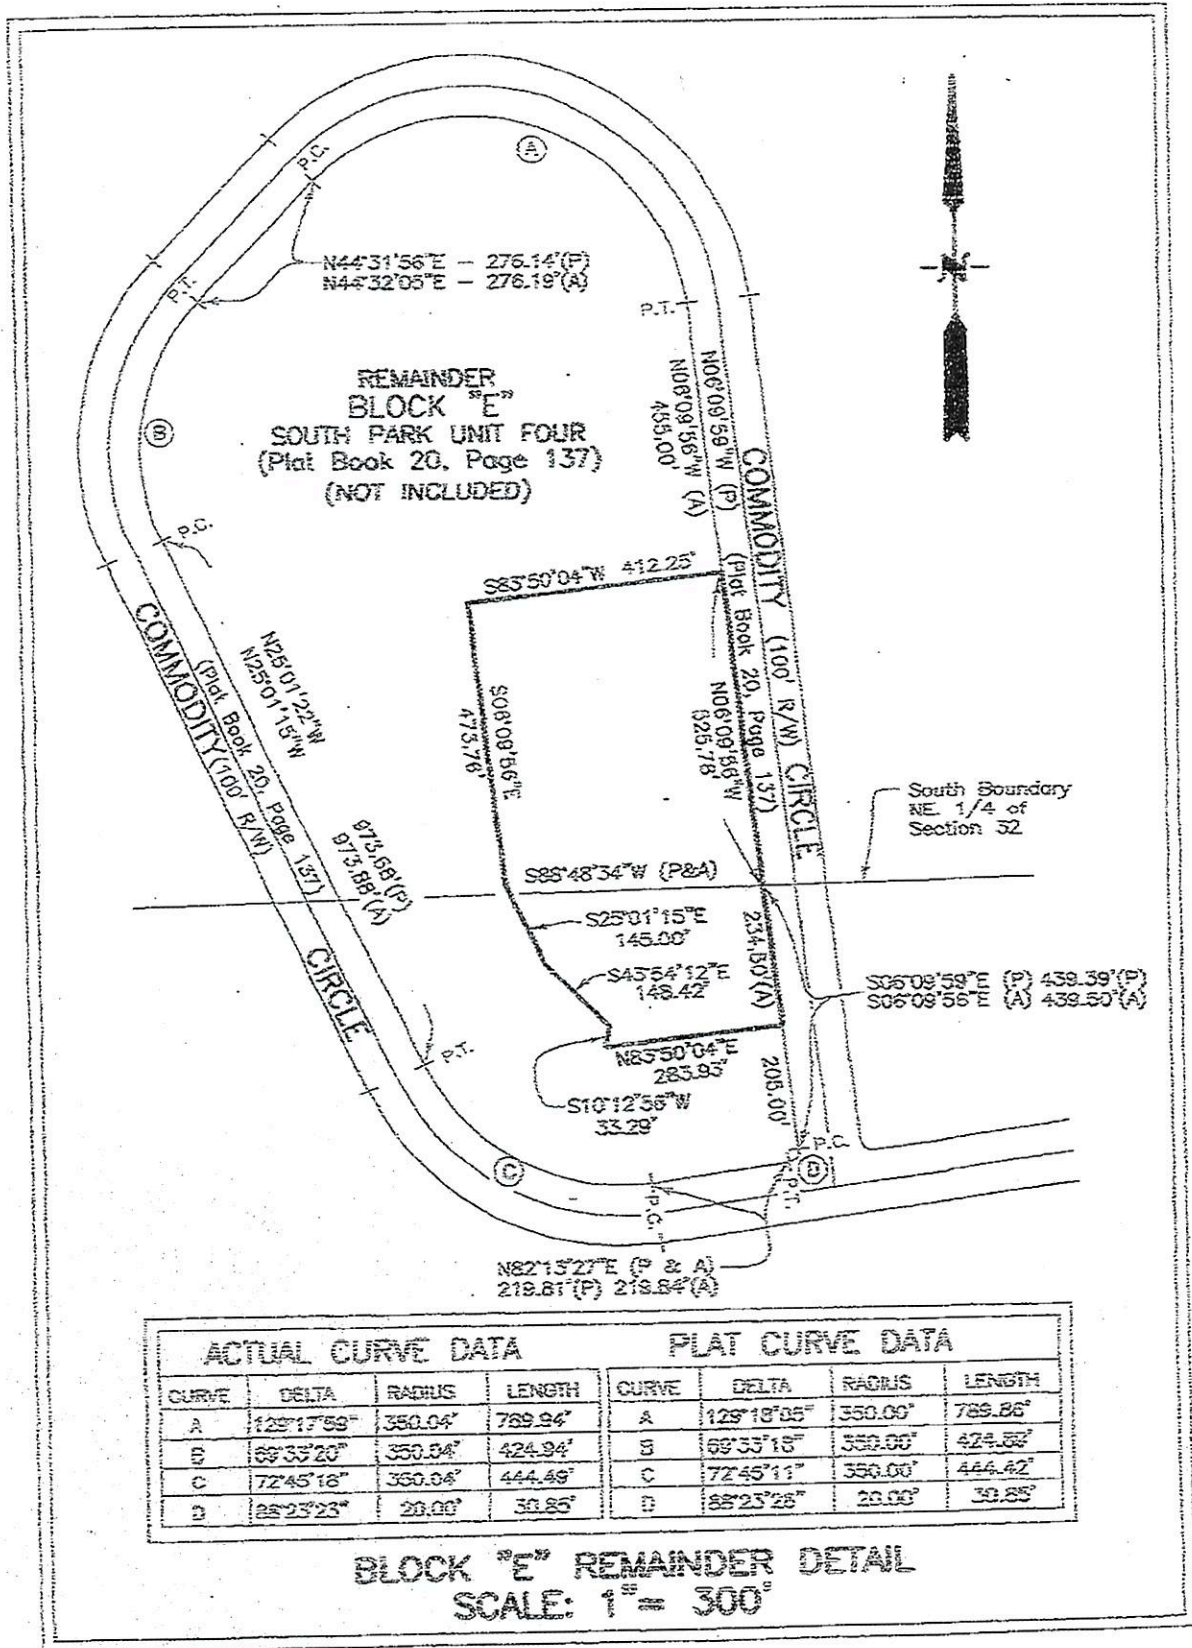 A
P.C.
N44°31'56"E - 276.14'(P)
N44°32'05"E - 276.19'(A)
P.T.
P.T.
REMAINDER
BLOCK "E"
SOUTH PARK UNIT FOUR
(Plat Book 20, Page 137)
(NOT INCLUDED)
B
P.C.
N06°09'59"W (P)
N06°09'56"W (A)
455.00'
COMMODITY (100' R/W) CIRCLE
(Plat Book 20, Page 137)
S83°50'04"W 412.25'
COMMODITY (100' R/W) CIRCLE
(Plat Book 20, Page 137)
N25°01'22"W
N25°01'15"W
973.68'(P)
973.88'(A)
S06°09'56"E
473.76'
N06°09'56"W
525.78'
South Boundary
NE. 1/4 of
Section 32
S88°48'34"W (P&A)
S25°01'15"E
145.00'
S43°54'12"E
148.42'
234.50'(A)
S06°09'59"E (P) 439.39'(P)
S06°09'56"E (A) 439.50'(A)
P.T.
N83°50'04"E
283.93'
S10°12'56"W
33.29'
205.00'
P.C.
C
D
P.T.
P.C.
N82°13'27"E (P & A)
219.81'(P) 219.84'(A)
ACTUAL CURVE DATA PLAT CURVE DATA
CURVE DELTA RADIUS LENGTH CURVE DELTA RADIUS LENGTH
A 129°17'59" 350.04' 789.94' A 129°18'05" 350.00' 789.86'
B 69°33'20" 350.04' 424.94' B 69°33'18" 350.00' 424.89'
C 72°45'18" 350.04' 444.49' C 72°45'11" 350.00' 444.42'
D 88°23'23" 20.00' 30.85' D 88°23'26" 20.00' 30.85'
BLOCK "E" REMAINDER DETAIL
SCALE: 1"= 300'